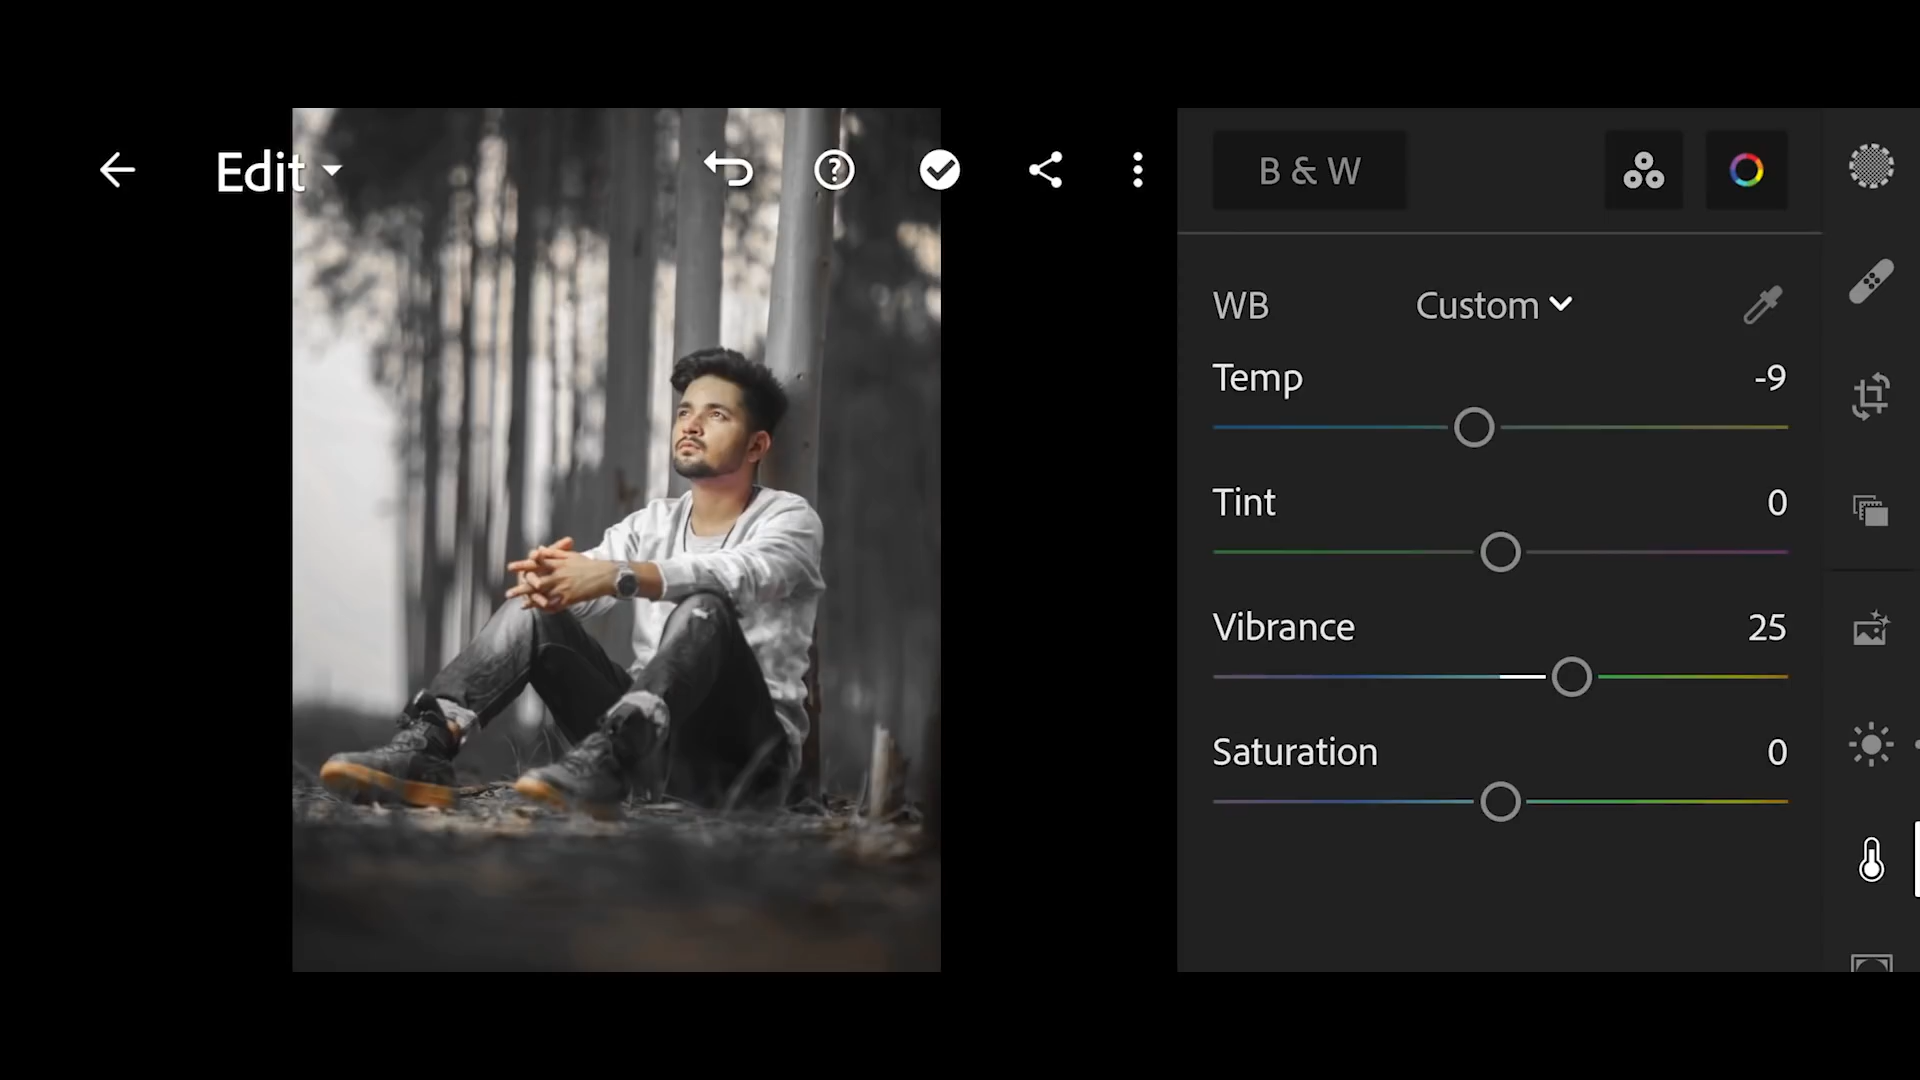 Edit
B & W
WB Custom
Temp -9
Tint 0
Vibrance 25
Saturation 0